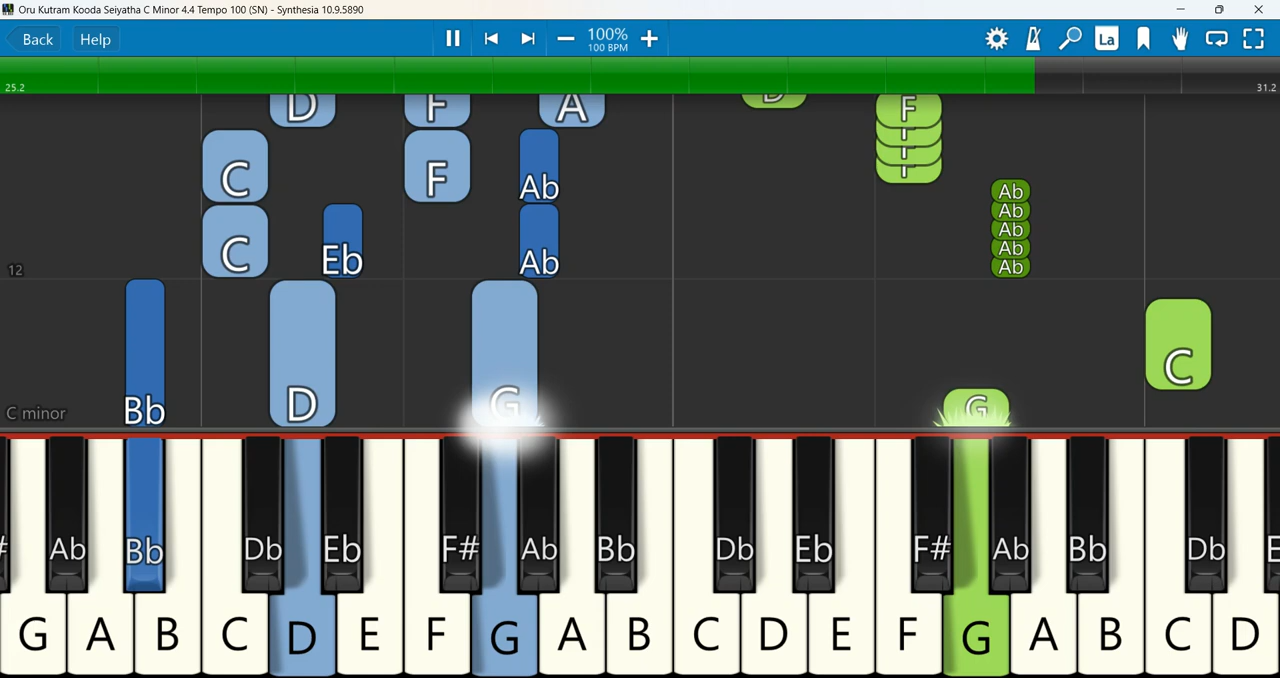 Oru Kutram Kooda Seiyatha C Minor 4.4 Tempo 100 (SN) - Synthesia 10.9.5890
Back Help 100% La
100 BPM
25.2 31.2
D F A D F
C F Ab Ab
C Eb Ab Ab
Ab
Ab
12 Ab
Bb D G G C
C minor
Ab Bb Db Eb F# Ab Bb Db Eb F# Ab Bb Db
G A B C D E F G A B C D E F G A B C D